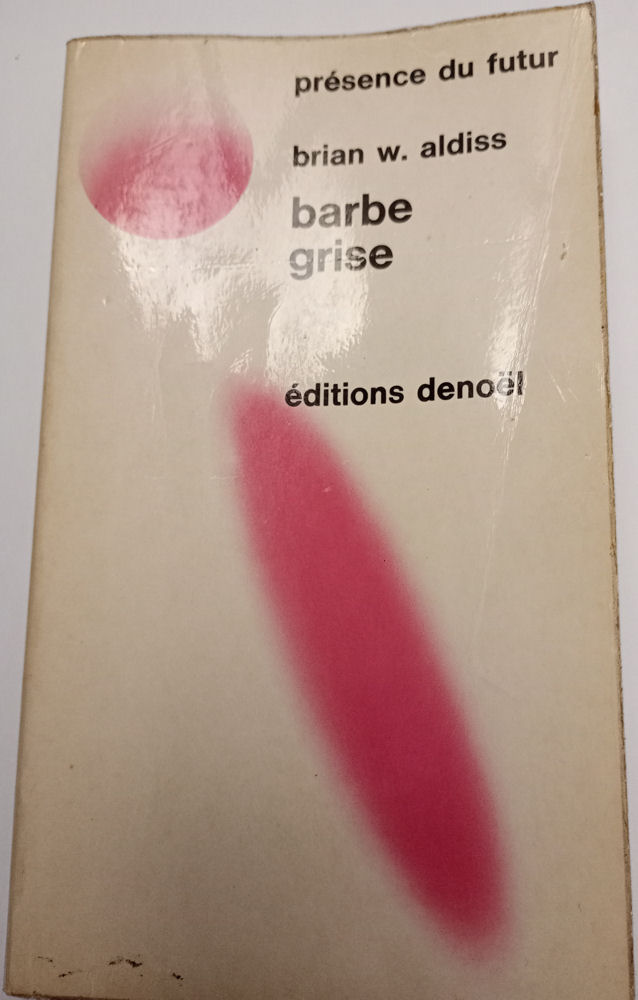 présence du futur
brian w. aldiss
barbe
grise
éditions denoël